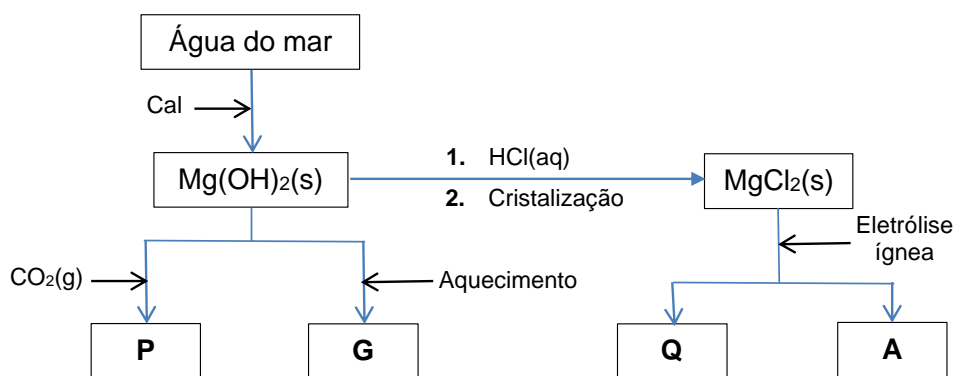 Água do mar
Cal
Mg(OH)2(s)
1. HCl(aq)
2. Cristalização
MgCl2(s)
Eletrólise
ígnea
CO2(g)
Aquecimento
P
G
Q
A